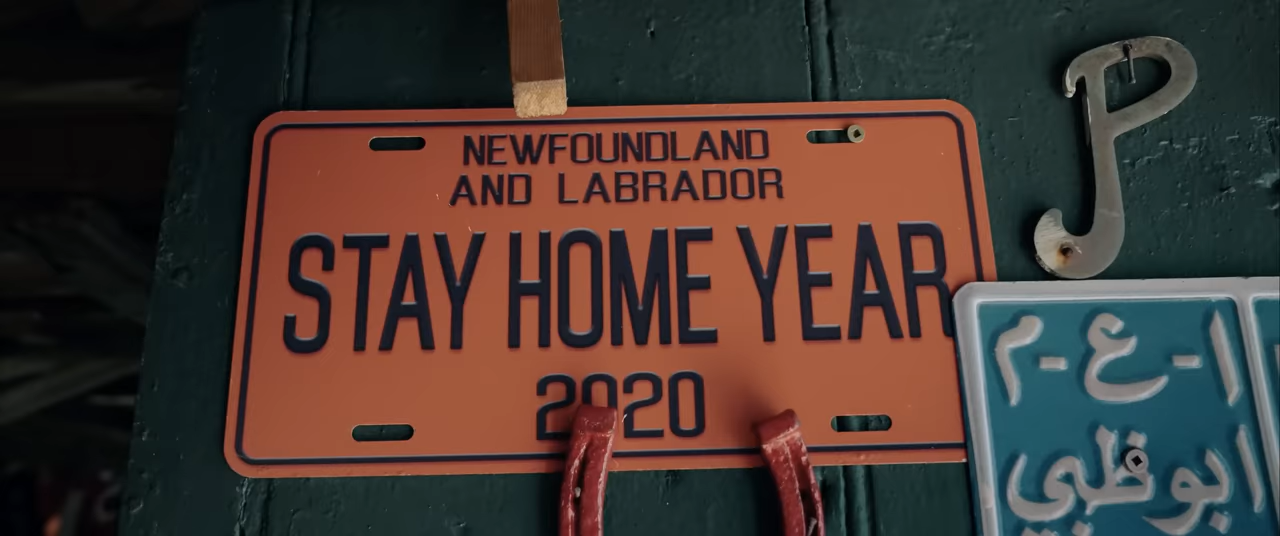 NEWFOUNDLAND
AND LABRADOR
STAY HOME YEAR
2020
P
ا - ع - م
ابوظبي